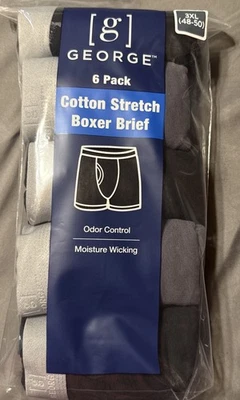 [g]
GEORGE™
3XL
(48-50)
6 Pack
Cotton Stretch
Boxer Brief
Odor Control
Moisture Wicking